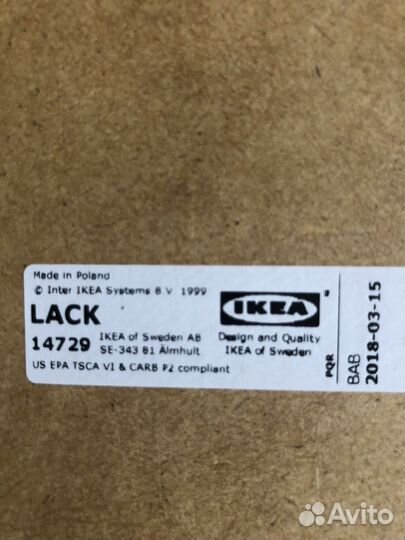 Made in Poland
© Inter IKEA Systems B.V. 1999
LACK
14729
IKEA of Sweden AB
SE-343 81 Älmhult
US EPA TSCA VI & CARB P2 compliant
IKEA
®
Design and Quality
IKEA of Sweden
PQR
BAB
2018-03-15
Avito